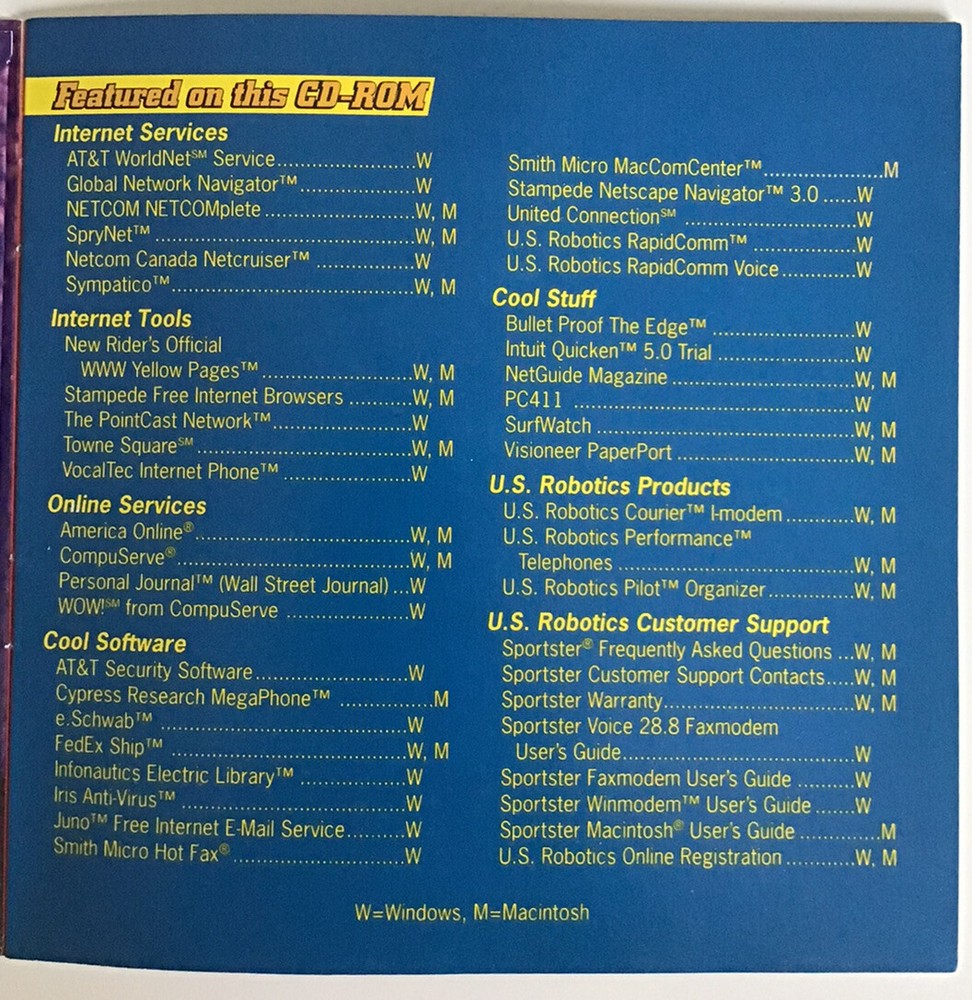 Featured on this CD-ROM
Internet Services
AT&T WorldNet℠ Service.......................W
Global Network Navigator™...................W
NETCOM NETCOMplete.........................W, M
SpryNet™..........................................W, M
Netcom Canada Netcruiser™ ................W
Sympatico™.......................................W, M
Internet Tools
New Rider's Official
WWW Yellow Pages™.........................W, M
Stampede Free Internet Browsers ..........W, M
The PointCast Network™.......................W
Towne Square℠...................................W, M
VocalTec Internet Phone™.....................W
Online Services
America Online®...................................W, M
CompuServe®......................................W, M
Personal Journal™ (Wall Street Journal)...W
WOW!℠ from CompuServe ....................W
Cool Software
AT&T Security Software.........................W
Cypress Research MegaPhone™ ...............M
e.Schwab™ ........................................W
FedEx Ship™ ......................................W, M
Infonautics Electric Library™..................W
Iris Anti-Virus™ ...................................W
Juno™ Free Internet E-Mail Service..........W
Smith Micro Hot Fax®............................W
Smith Micro MacComCenter™.....................M
Stampede Netscape Navigator™ 3.0 ......W
United Connection℠ .............................W
U.S. Robotics RapidComm™ ..................W
U.S. Robotics RapidComm Voice.............W
Cool Stuff
Bullet Proof The Edge™ .........................W
Intuit Quicken™ 5.0 Trial ........................W
NetGuide Magazine ................................W, M
PC411 .................................................W
SurfWatch .............................................W, M
Visioneer PaperPort ...............................W, M
U.S. Robotics Products
U.S. Robotics Courier™ I-modem............W, M
U.S. Robotics Performance™
Telephones .........................................W, M
U.S. Robotics Pilot™ Organizer...............W, M
U.S. Robotics Customer Support
Sportster® Frequently Asked Questions ...W, M
Sportster Customer Support Contacts.....W, M
Sportster Warranty.................................W, M
Sportster Voice 28.8 Faxmodem
User's Guide........................................W
Sportster Faxmodem User's Guide ..........W
Sportster Winmodem™ User's Guide ......W
Sportster Macintosh® User's Guide .............M
U.S. Robotics Online Registration ...........W, M
W=Windows, M=Macintosh